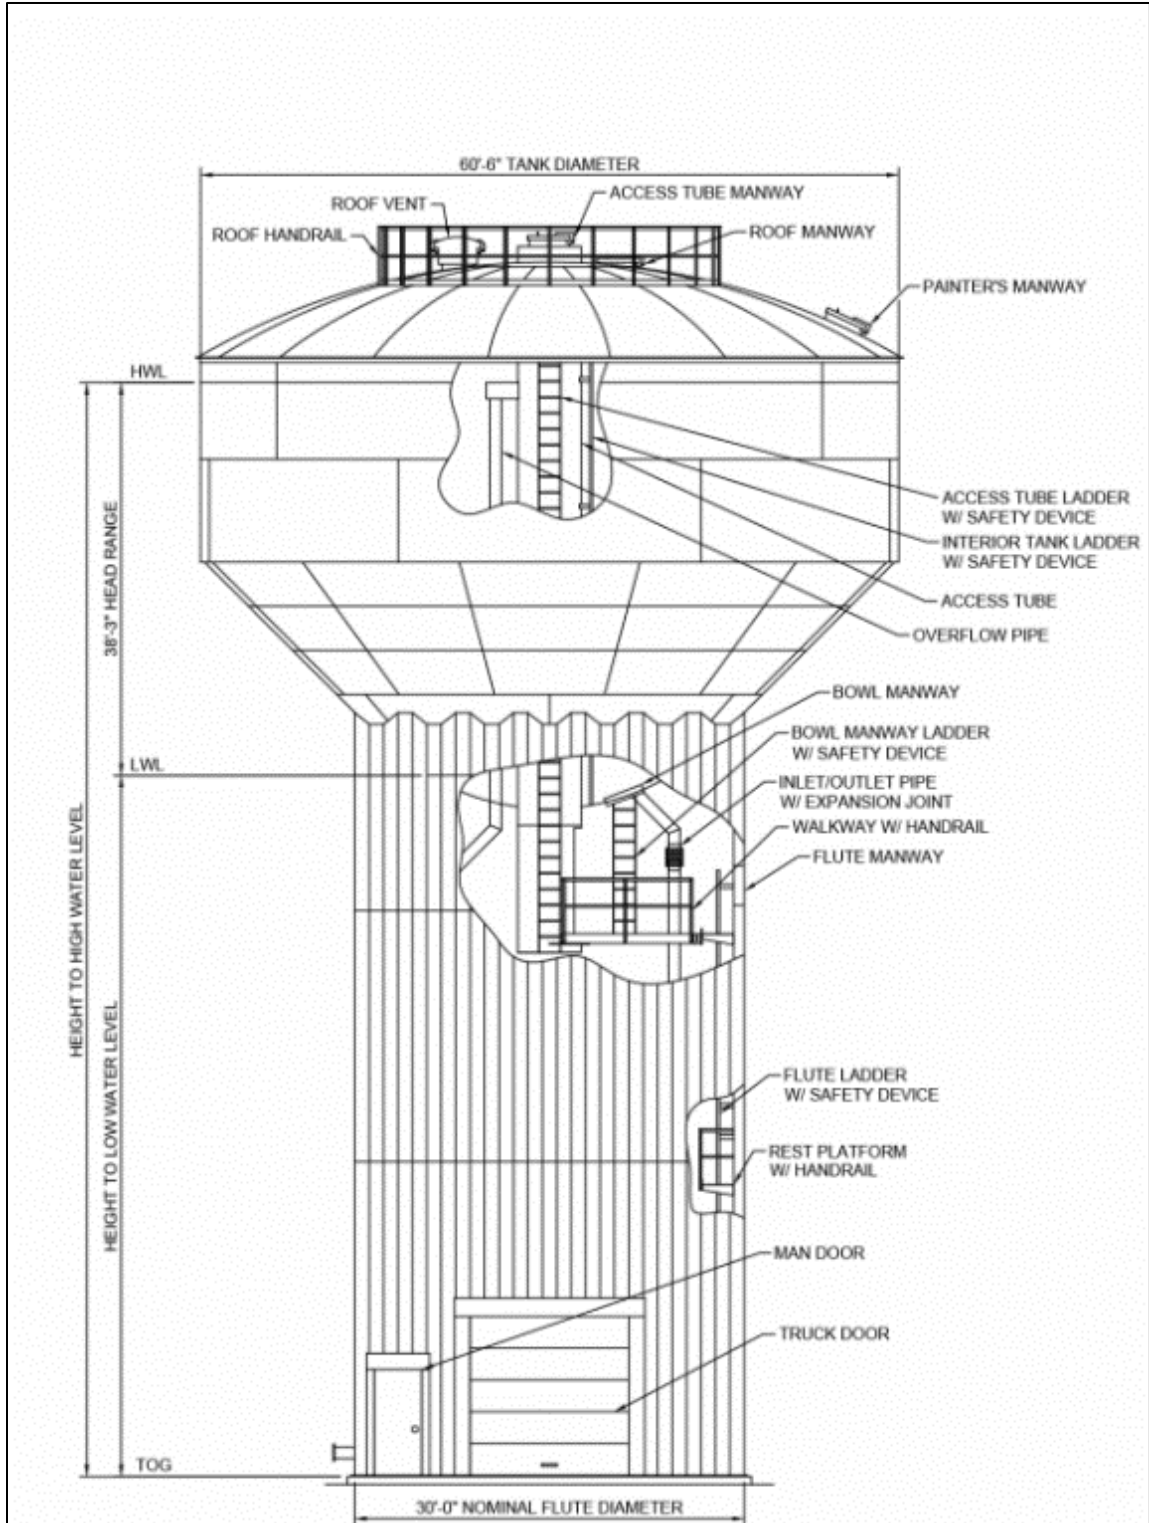 60'-6" TANK DIAMETER
ACCESS TUBE MANWAY
ROOF VENT
ROOF HANDRAIL
ROOF MANWAY
PAINTER'S MANWAY
HWL
38'-3" HEAD RANGE
ACCESS TUBE LADDER
W/ SAFETY DEVICE
INTERIOR TANK LADDER
W/ SAFETY DEVICE
ACCESS TUBE
OVERFLOW PIPE
BOWL MANWAY
BOWL MANWAY LADDER
W/ SAFETY DEVICE
LWL
INLET/OUTLET PIPE
W/ EXPANSION JOINT
WALKWAY W/ HANDRAIL
FLUTE MANWAY
HEIGHT TO HIGH WATER LEVEL
HEIGHT TO LOW WATER LEVEL
FLUTE LADDER
W/ SAFETY DEVICE
REST PLATFORM
W/ HANDRAIL
MAN DOOR
TRUCK DOOR
TOG
30'-0" NOMINAL FLUTE DIAMETER